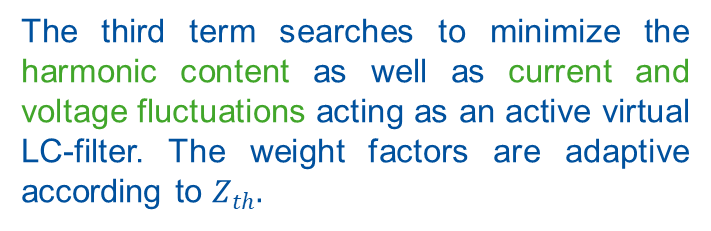 The third term searches to minimize the
harmonic content as well as current and
voltage fluctuations acting as an active virtual
LC-filter. The weight factors are adaptive
according to Z_th.